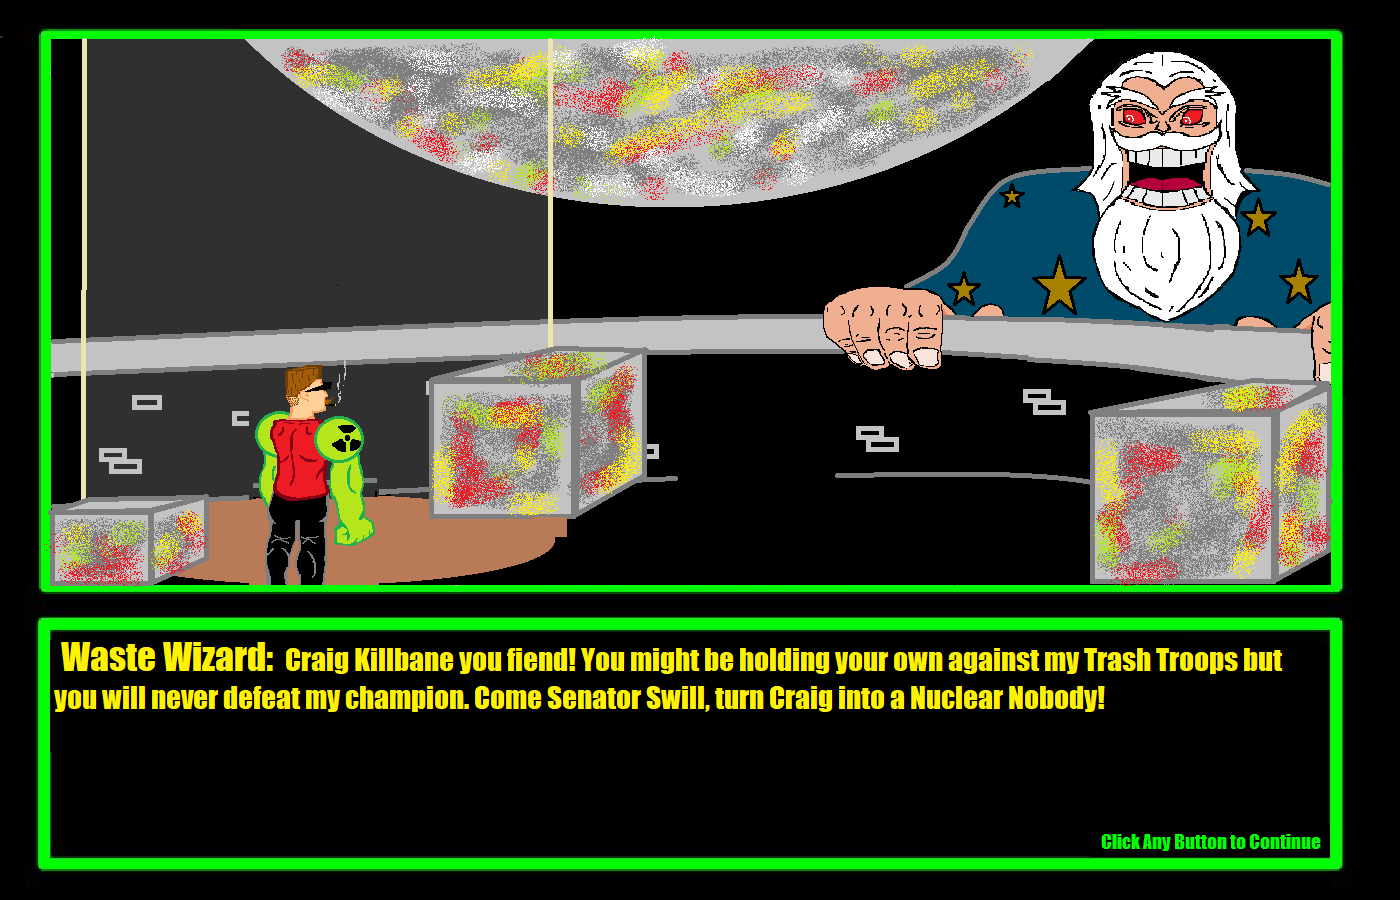 Waste Wizard: Craig Killbane you fiend! You might be holding your own against my Trash Troops but
you will never defeat my champion. Come Senator Swill, turn Craig into a Nuclear Nobody!
Click Any Button to Continue